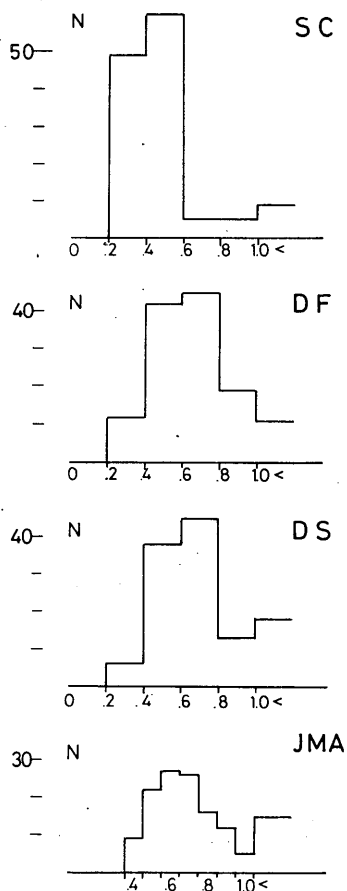 N SC
50
0 .2 .4 .6 .8 1.0 <
N DF
40
0 .2 .4 .6 .8 1.0 <
N DS
40
0 .2 .4 .6 .8 1.0 <
JMA
N
30
.4 .6 .8 1.0 <